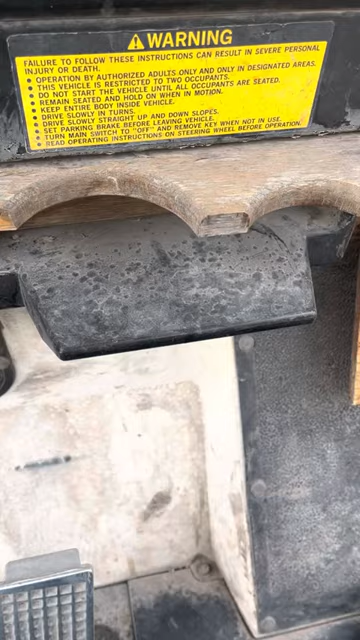 ⚠WARNING
FAILURE TO FOLLOW THESE INSTRUCTIONS CAN RESULT IN SEVERE PERSONAL
INJURY OR DEATH.
• OPERATION BY AUTHORIZED ADULTS ONLY AND ONLY IN DESIGNATED AREAS.
• THIS VEHICLE IS RESTRICTED TO TWO OCCUPANTS.
• DO NOT START THE VEHICLE UNTIL ALL OCCUPANTS ARE SEATED.
• REMAIN SEATED AND HOLD ON WHEN IN MOTION.
• KEEP ENTIRE BODY INSIDE VEHICLE.
• DRIVE SLOWLY IN TURNS.
• DRIVE SLOWLY STRAIGHT UP AND DOWN SLOPES.
• SET PARKING BRAKE BEFORE LEAVING VEHICLE.
• TURN MAIN SWITCH TO "OFF" AND REMOVE KEY WHEN NOT IN USE.
• READ OPERATING INSTRUCTIONS ON STEERING WHEEL BEFORE OPERATION.